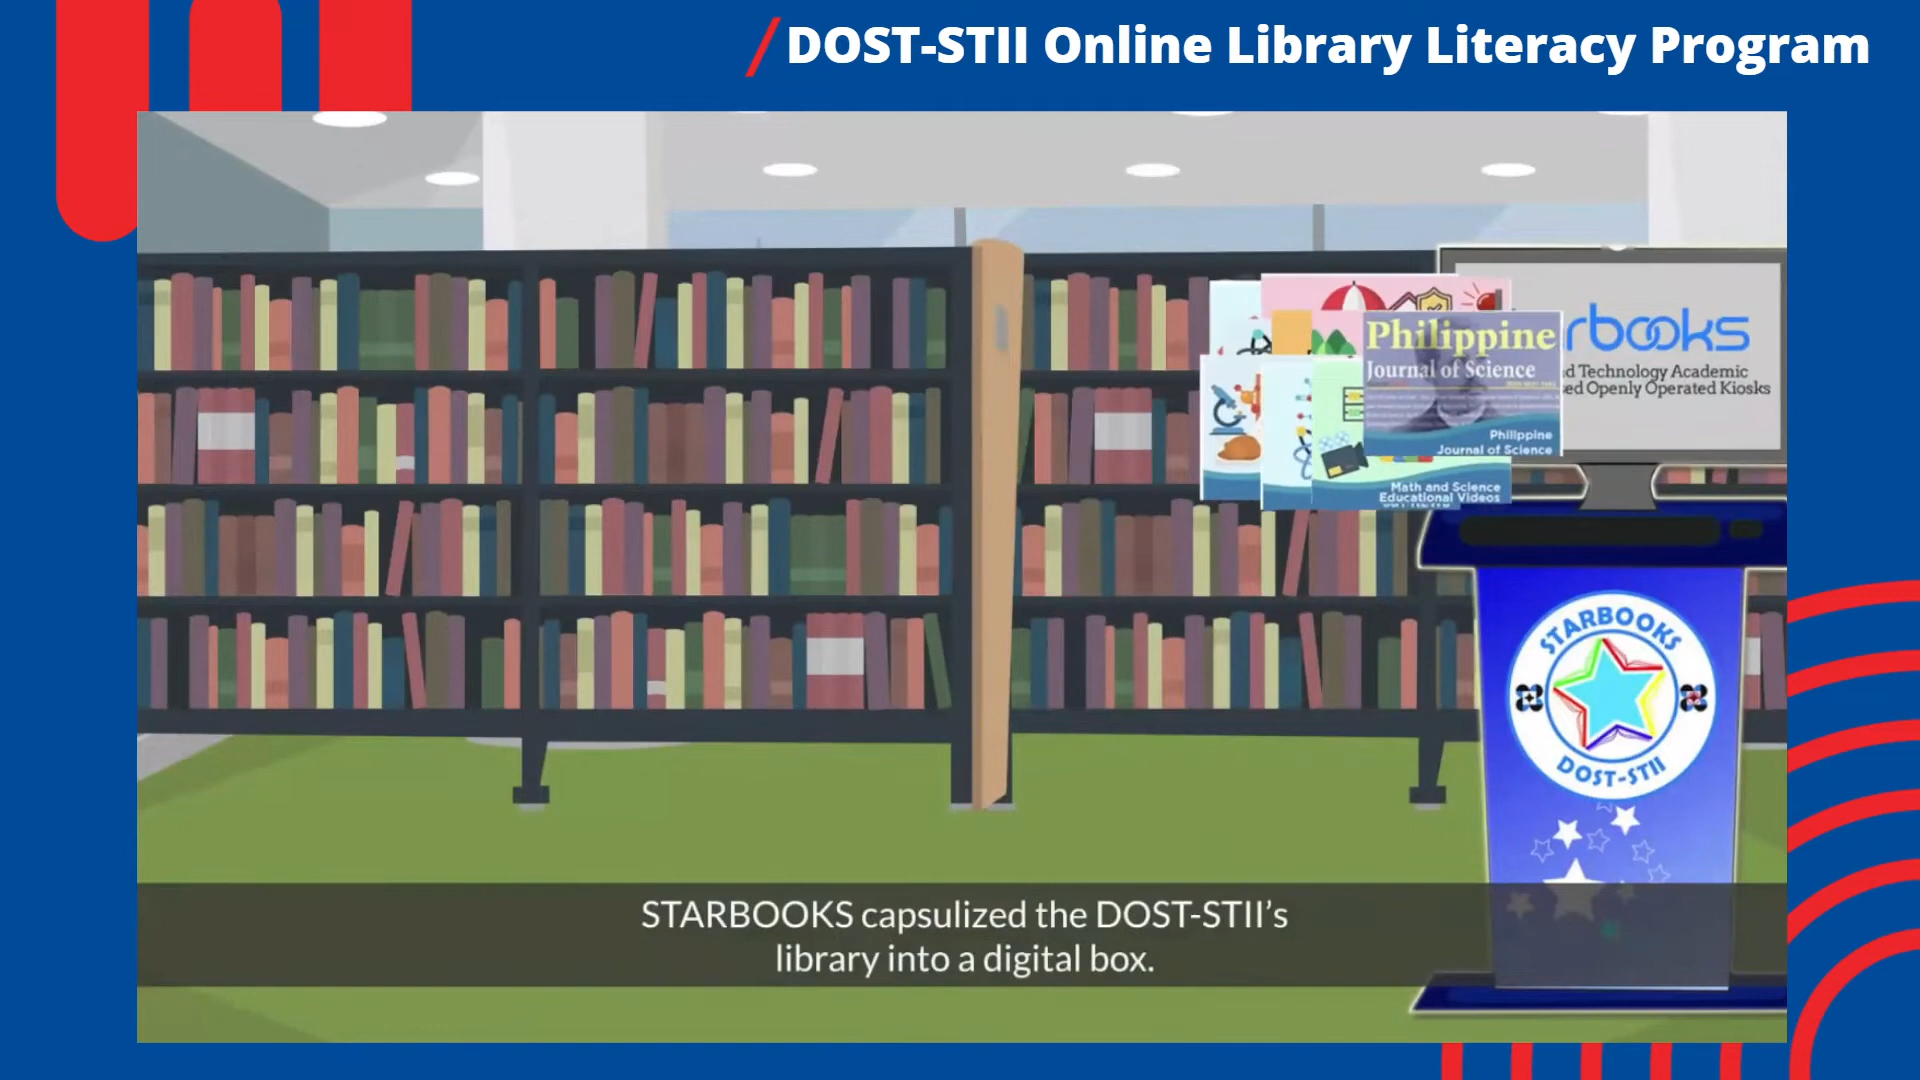 /DOST-STII Online Library Literacy Program
rbooks
d Technology Academic
ed Openly Operated Kiosks
Philippine
Journal of Science
Philippine
Journal of Science
Math and Science
Educational Videos
STARBOOKS
DOST-STII
STARBOOKS capsulized the DOST-STII’s
library into a digital box.